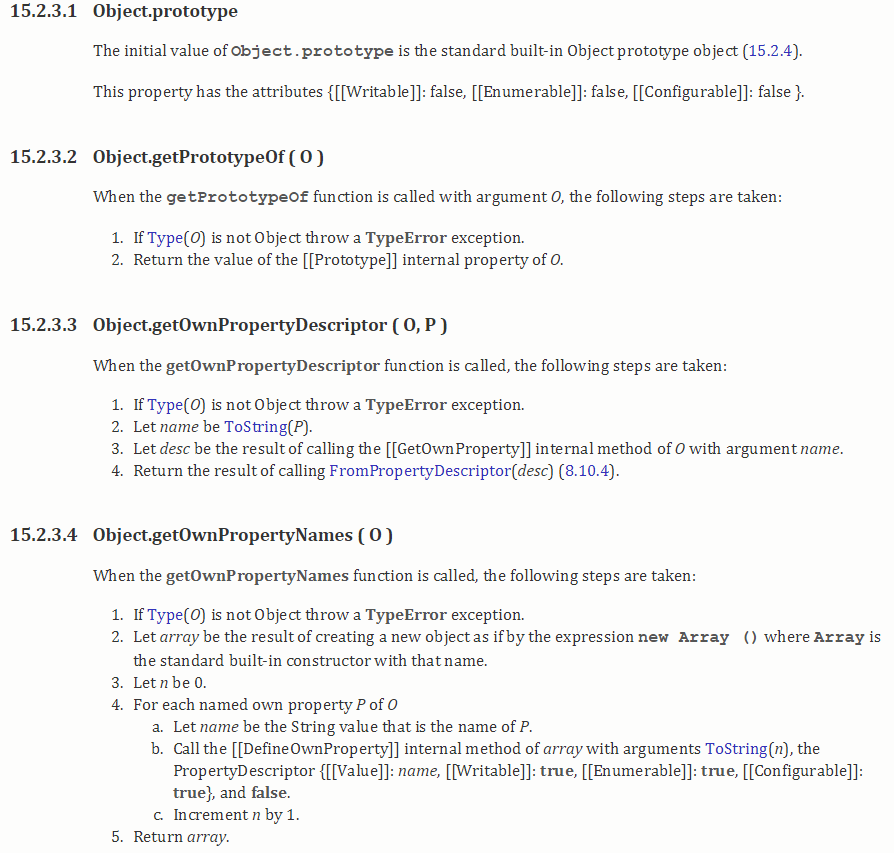 15.2.3.1 Object.prototype
The initial value of Object.prototype is the standard built-in Object prototype object (15.2.4).
This property has the attributes {[[Writable]]: false, [[Enumerable]]: false, [[Configurable]]: false }.
15.2.3.2 Object.getPrototypeOf ( O )
When the getPrototypeOf function is called with argument O, the following steps are taken:
1. If Type(O) is not Object throw a TypeError exception.
2. Return the value of the [[Prototype]] internal property of O.
15.2.3.3 Object.getOwnPropertyDescriptor ( O, P )
When the getOwnPropertyDescriptor function is called, the following steps are taken:
1. If Type(O) is not Object throw a TypeError exception.
2. Let name be ToString(P).
3. Let desc be the result of calling the [[GetOwnProperty]] internal method of O with argument name.
4. Return the result of calling FromPropertyDescriptor(desc) (8.10.4).
15.2.3.4 Object.getOwnPropertyNames ( O )
When the getOwnPropertyNames function is called, the following steps are taken:
1. If Type(O) is not Object throw a TypeError exception.
2. Let array be the result of creating a new object as if by the expression new Array () where Array is
the standard built-in constructor with that name.
3. Let n be 0.
4. For each named own property P of O
a. Let name be the String value that is the name of P.
b. Call the [[DefineOwnProperty]] internal method of array with arguments ToString(n), the
PropertyDescriptor {[[Value]]: name, [[Writable]]: true, [[Enumerable]]: true, [[Configurable]]:
true}, and false.
c. Increment n by 1.
5. Return array.